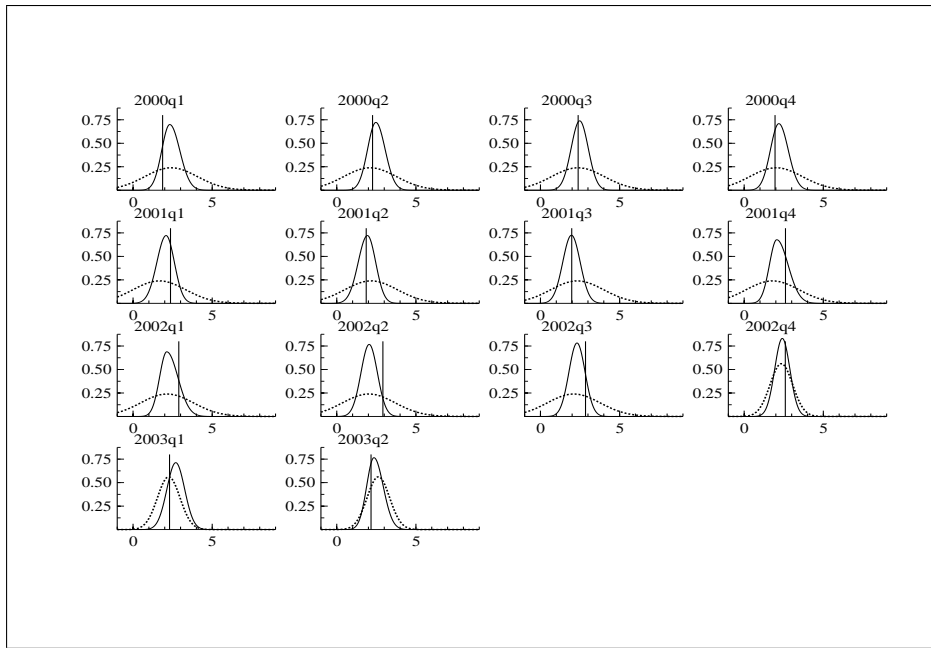 2000q1 2000q2 2000q3 2000q4
0.75 0.75 0.75 0.75
0.50 0.50 0.50 0.50
0.25 0.25 0.25 0.25
0 5 0 5 0 5 0 5
2001q1 2001q2 2001q3 2001q4
0.75 0.75 0.75 0.75
0.50 0.50 0.50 0.50
0.25 0.25 0.25 0.25
0 5 0 5 0 5 0 5
2002q1 2002q2 2002q3 2002q4
0.75 0.75 0.75 0.75
0.50 0.50 0.50 0.50
0.25 0.25 0.25 0.25
0 5 0 5 0 5 0 5
2003q1 2003q2
0.75 0.75
0.50 0.50
0.25 0.25
0 5 0 5